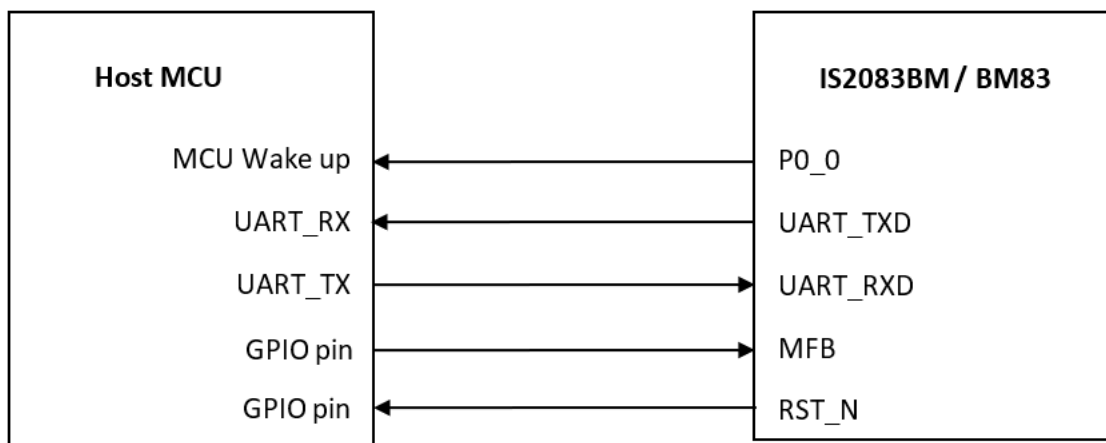 Host MCU
MCU Wake up
UART_RX
UART_TX
GPIO pin
GPIO pin
IS2083BM / BM83
P0_0
UART_TXD
UART_RXD
MFB
RST_N